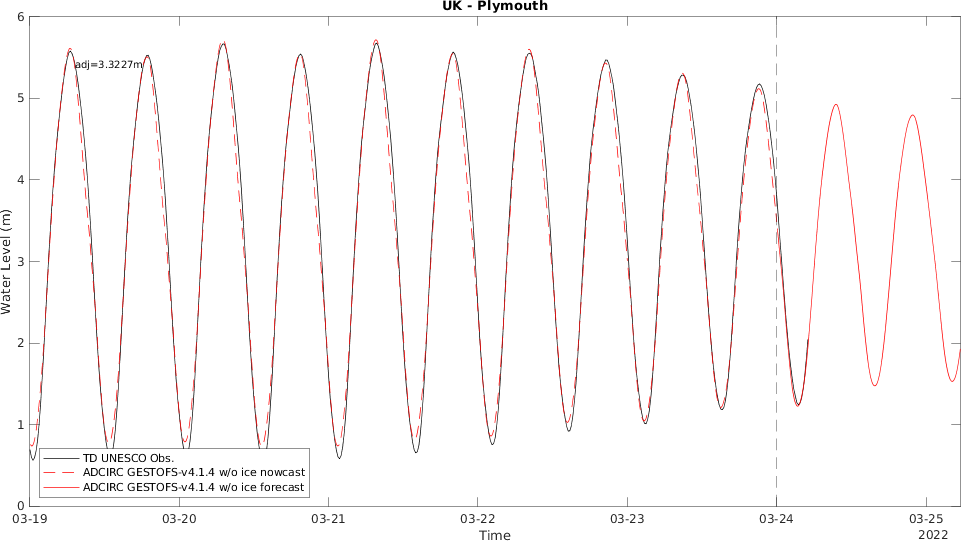 UK - Plymouth
adj=3.3227m
Water Level (m)
6
5
4
3
2
1
0
TD UNESCO Obs.
ADCIRC GESTOFS-v4.1.4 w/o ice nowcast
ADCIRC GESTOFS-v4.1.4 w/o ice forecast
03-19 03-20 03-21 03-22 03-23 03-24 03-25
2022
Time